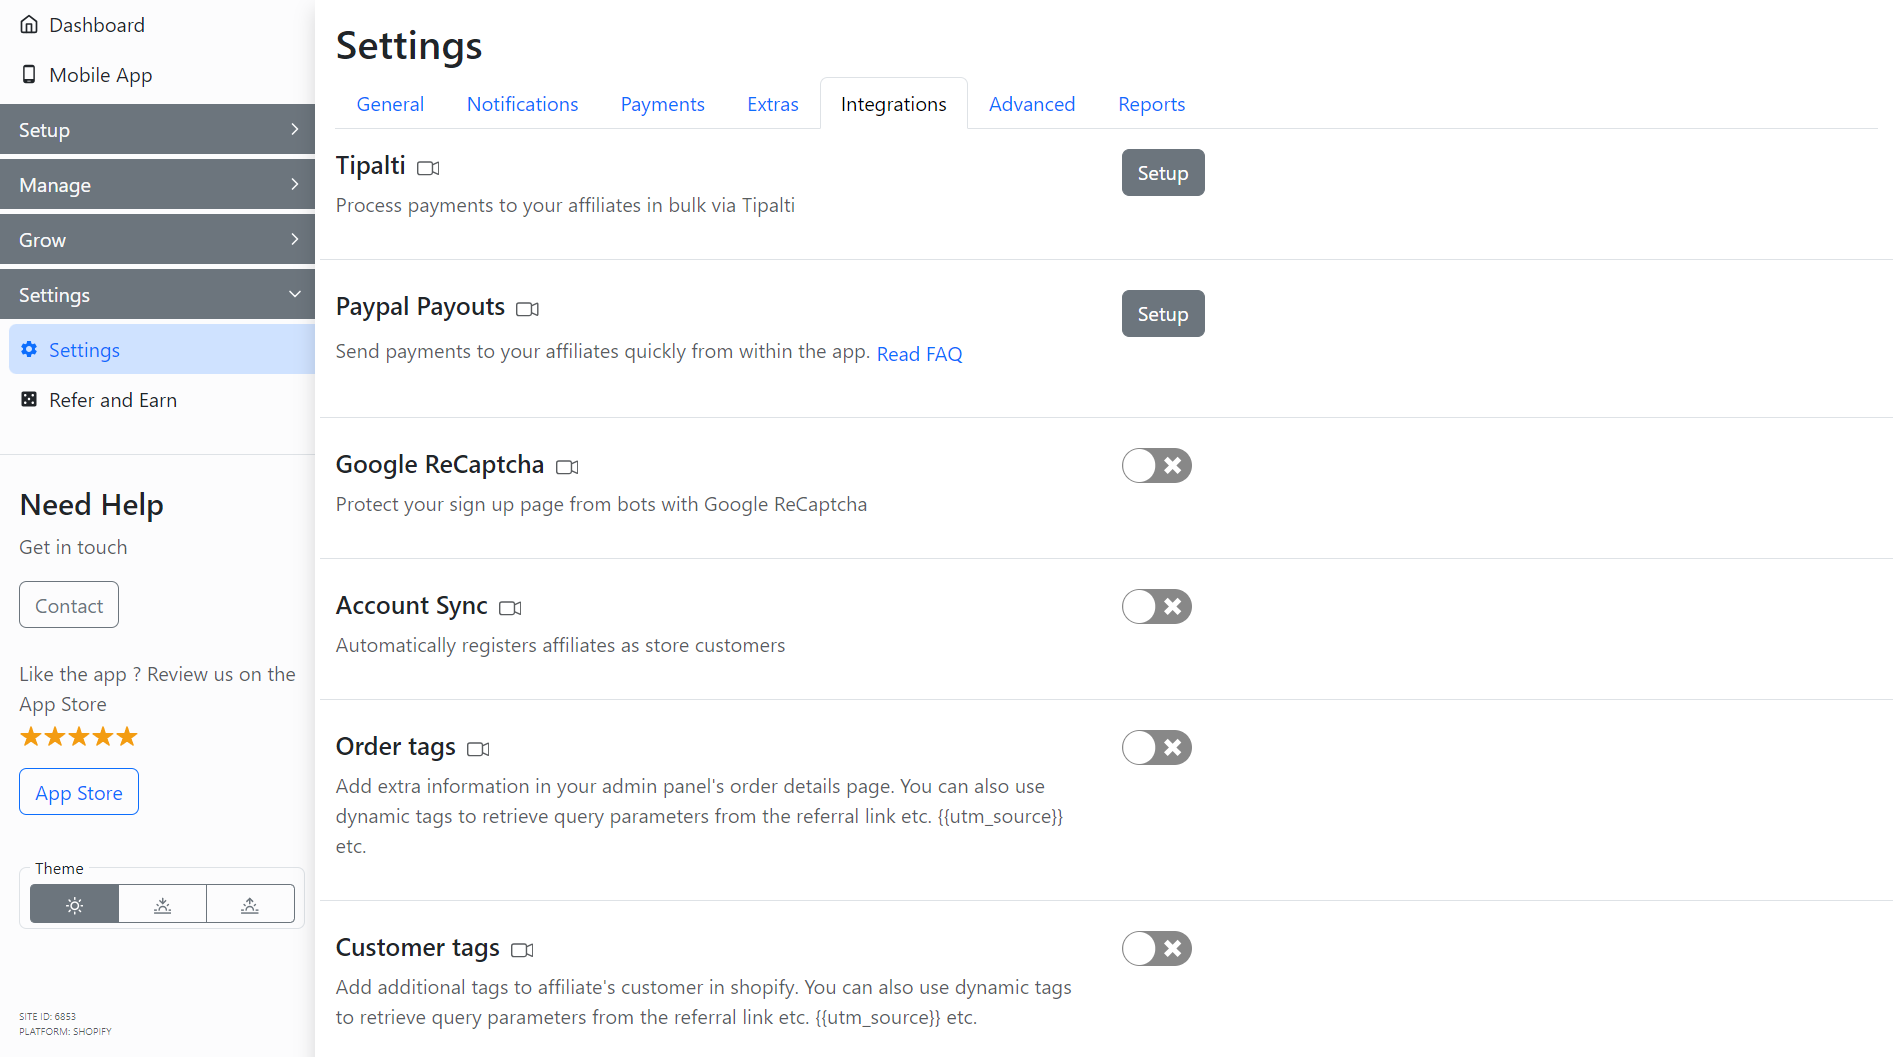 Dashboard
Mobile App
Setup
Manage
Grow
Settings
Settings
Refer and Earn
Need Help
Get in touch
Contact
Like the app ? Review us on the
App Store
App Store
Theme
SITE ID: 6853
PLATFORM: SHOPIFY
Settings
General Notifications Payments Extras Integrations Advanced Reports
Tipalti
Setup
Process payments to your affiliates in bulk via Tipalti
Paypal Payouts
Setup
Send payments to your affiliates quickly from within the app. Read FAQ
Google ReCaptcha
Protect your sign up page from bots with Google ReCaptcha
Account Sync
Automatically registers affiliates as store customers
Order tags
Add extra information in your admin panel's order details page. You can also use
dynamic tags to retrieve query parameters from the referral link etc. {{utm_source}}
etc.
Customer tags
Add additional tags to affiliate's customer in shopify. You can also use dynamic tags
to retrieve query parameters from the referral link etc. {{utm_source}} etc.